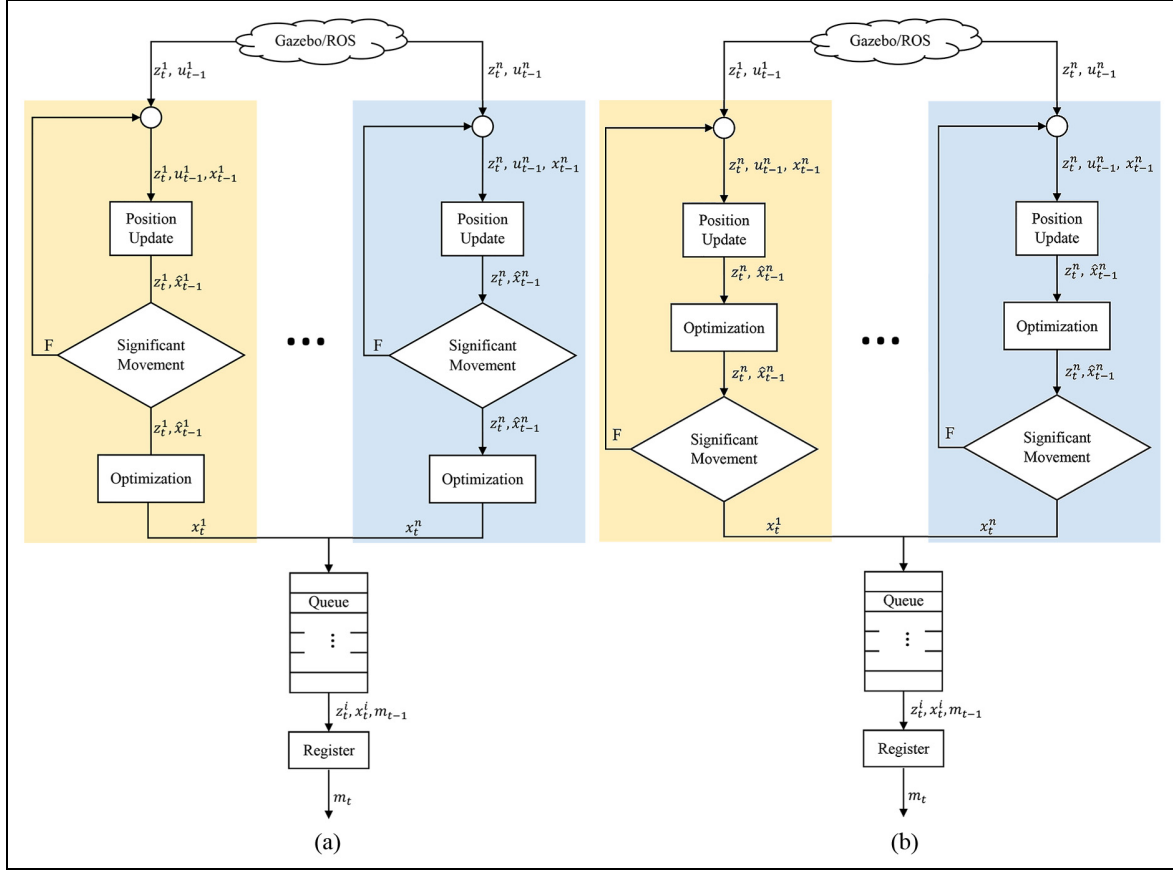 Gazebo/ROS
z_t^1, u_{t-1}^1
z_t^n, u_{t-1}^n
z_t^1, u_{t-1}^1, x_{t-1}^1
z_t^n, u_{t-1}^n, x_{t-1}^n
Position
Update
Position
Update
z_t^1, x̂_{t-1}^1
z_t^n, x̂_{t-1}^n
F
Significant
Movement
...
F
Significant
Movement
z_t^1, x̂_{t-1}^1
z_t^n, x̂_{t-1}^n
Optimization
Optimization
x_t^1
x_t^n
Queue
⋮
z_t^i, x_t^i, m_{t-1}
Register
m_t
(a)
Gazebo/ROS
z_t^1, u_{t-1}^1
z_t^n, u_{t-1}^n
z_t^n, u_{t-1}^n, x_{t-1}^n
z_t^n, u_{t-1}^n, x_{t-1}^n
Position
Update
Position
Update
z_t^n, x̂_{t-1}^n
z_t^n, x̂_{t-1}^n
Optimization
...
Optimization
z_t^n, x̂_{t-1}^n
z_t^n, x̂_{t-1}^n
F
Significant
Movement
F
Significant
Movement
x_t^1
x_t^n
Queue
⋮
z_t^i, x_t^i, m_{t-1}
Register
m_t
(b)